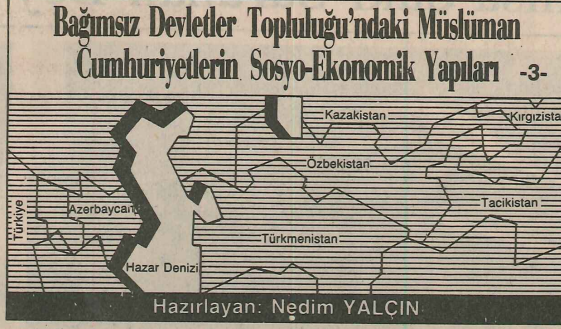 Bağımsız Devletler Topluluğu'ndaki Müslüman
Cumhuriyetlerin Sosyo-Ekonomik Yapıları -3-
Kazakistan
Kırgızista
Özbekistan
Türkiye
Azerbaycan
Tacikistan
Türkmenistan
Hazar Denizi
Hazırlayan: Nedim YALÇIN